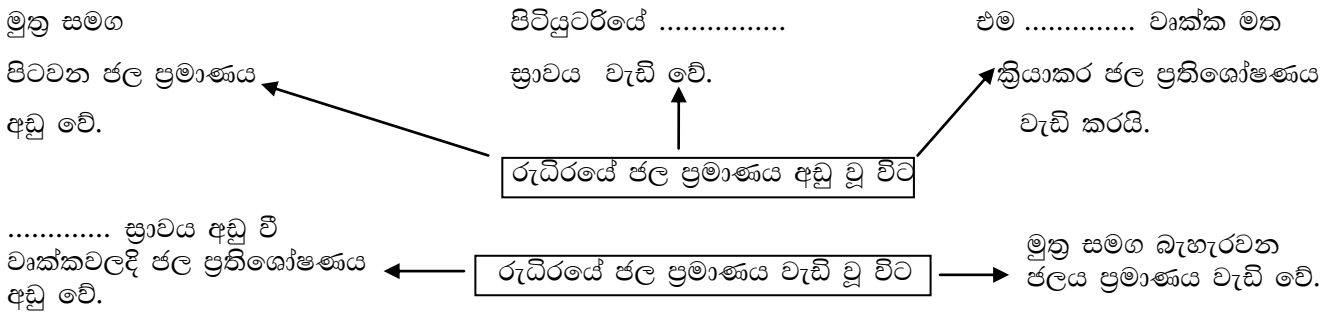 මුත්‍ර සමග
පිටවන ජල ප්‍රමාණය
අඩු වේ.
පිටියුටරියේ ................
ස්‍රාවය වැඩි වේ.
එම .............. වෘක්ක මත
ක්‍රියාකර ජල ප්‍රතිශෝෂණය
වැඩි කරයි.
රුධිරයේ ජල ප්‍රමාණය අඩු වූ විට
............. ස්‍රාවය අඩු වී
වෘක්කවලදි ජල ප්‍රතිශෝෂණය
අඩු වේ.
රුධිරයේ ජල ප්‍රමාණය වැඩි වූ විට
මුත්‍ර සමග බැහැරවන
ජලය ප්‍රමාණය වැඩි වේ.